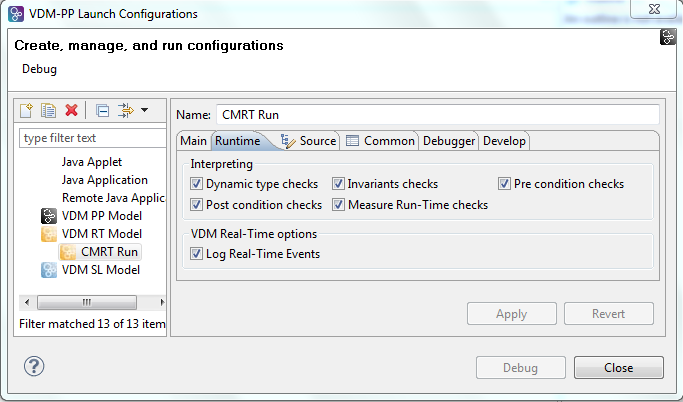 VDM-PP Launch Configurations
Create, manage, and run configurations
Debug
type filter text
Java Applet
Java Application
Remote Java Applic
VDM PP Model
VDM RT Model
CMRT Run
VDM SL Model
Filter matched 13 of 13 item
Name: CMRT Run
Main Runtime Source Common Debugger Develop
Interpreting
Dynamic type checks Invariants checks Pre condition checks
Post condition checks Measure Run-Time checks
VDM Real-Time options
Log Real-Time Events
Apply Revert
? Debug Close